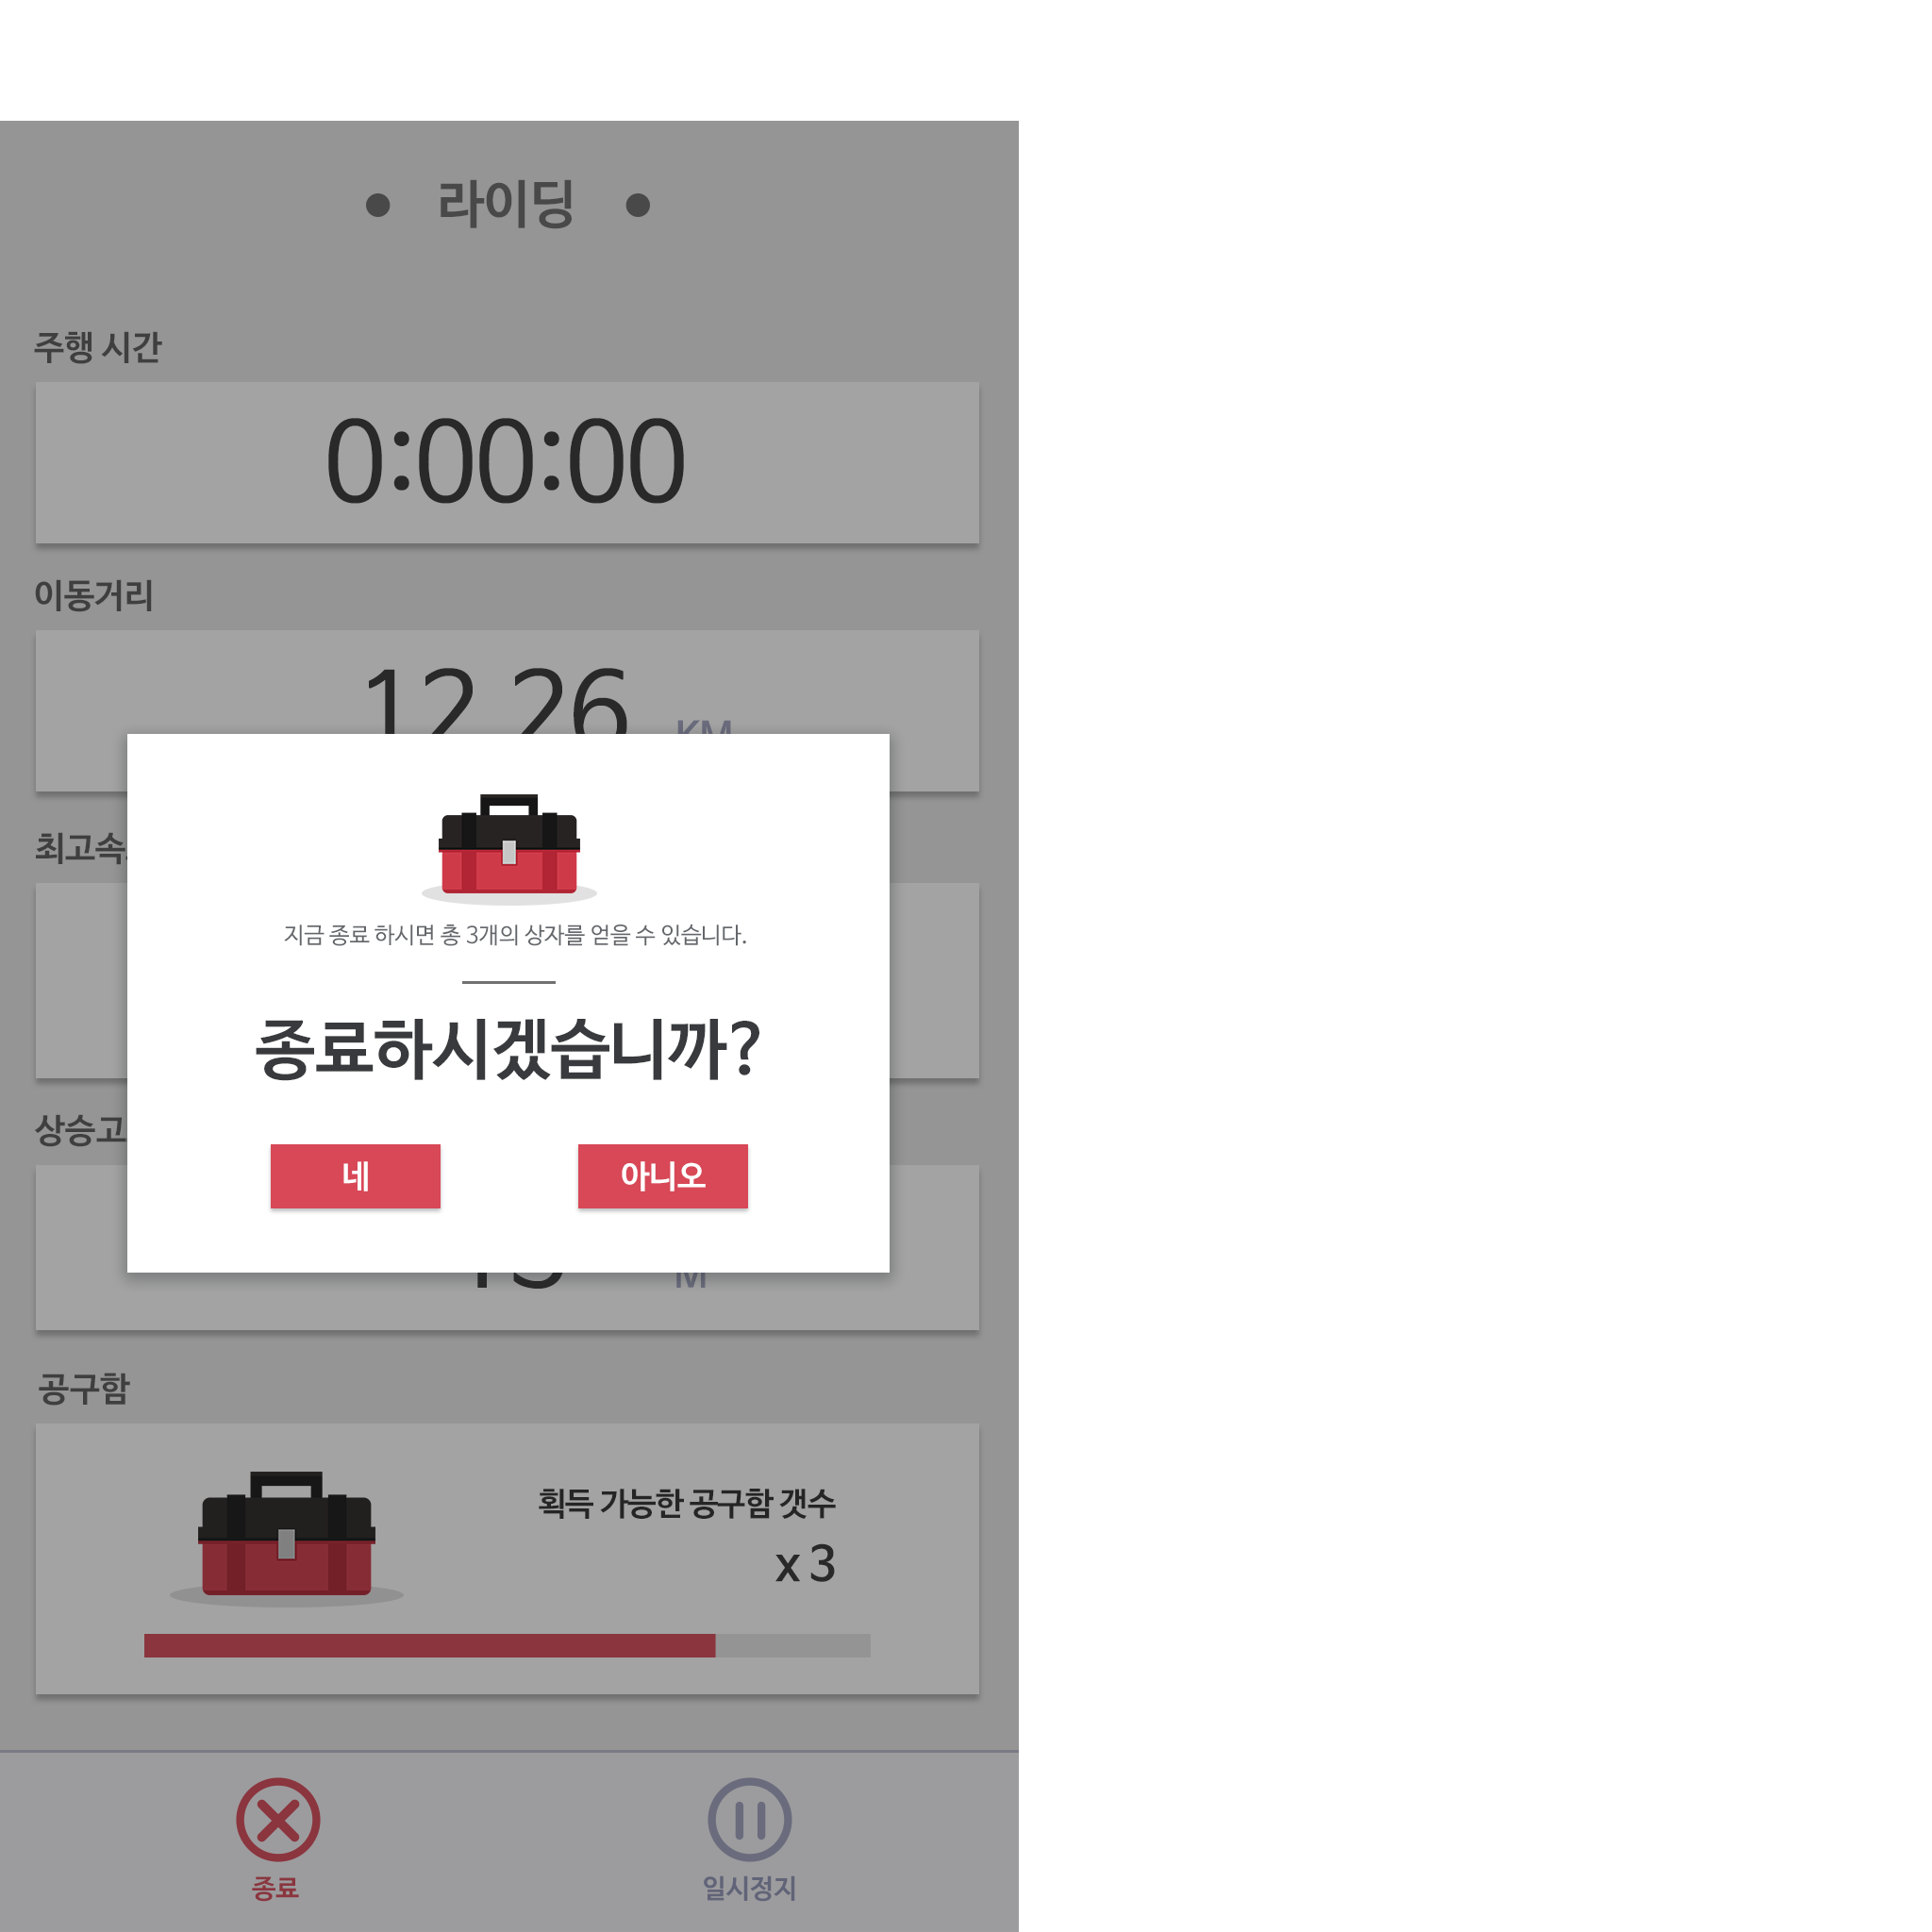 라이딩
주행 시간
0:00:00
이동거리
12.26 KM
최고속
지금 종료 하시면 총 3개의 상자를 얻을 수 있습니다.
종료하시겠습니까?
상승고
네 아니오
M
공구함
획득 가능한 공구함 갯수
x 3
종료 일시정지